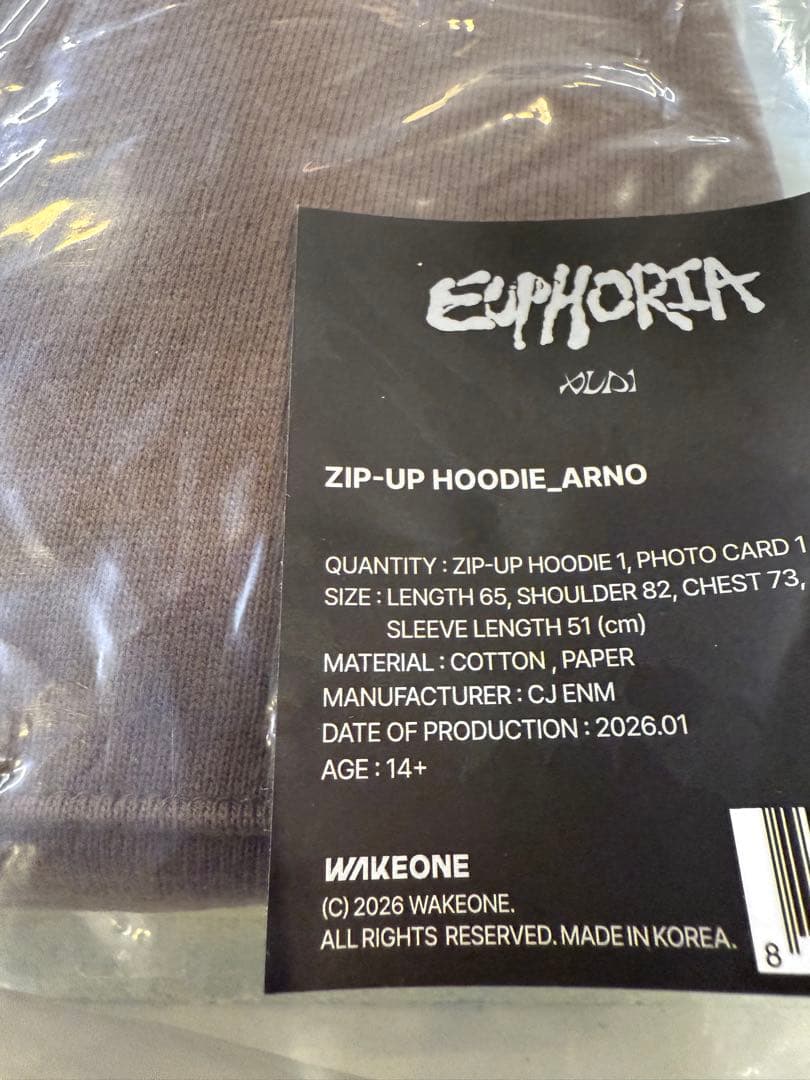 EUPHORIA
ALD1
ZIP-UP HOODIE_ARNO
QUANTITY : ZIP-UP HOODIE 1, PHOTO CARD 1
SIZE : LENGTH 65, SHOULDER 82, CHEST 73,
SLEEVE LENGTH 51 (cm)
MATERIAL : COTTON , PAPER
MANUFACTURER : CJ ENM
DATE OF PRODUCTION : 2026.01
AGE : 14+
WAKEONE
(C) 2026 WAKEONE.
ALL RIGHTS RESERVED. MADE IN KOREA.
8